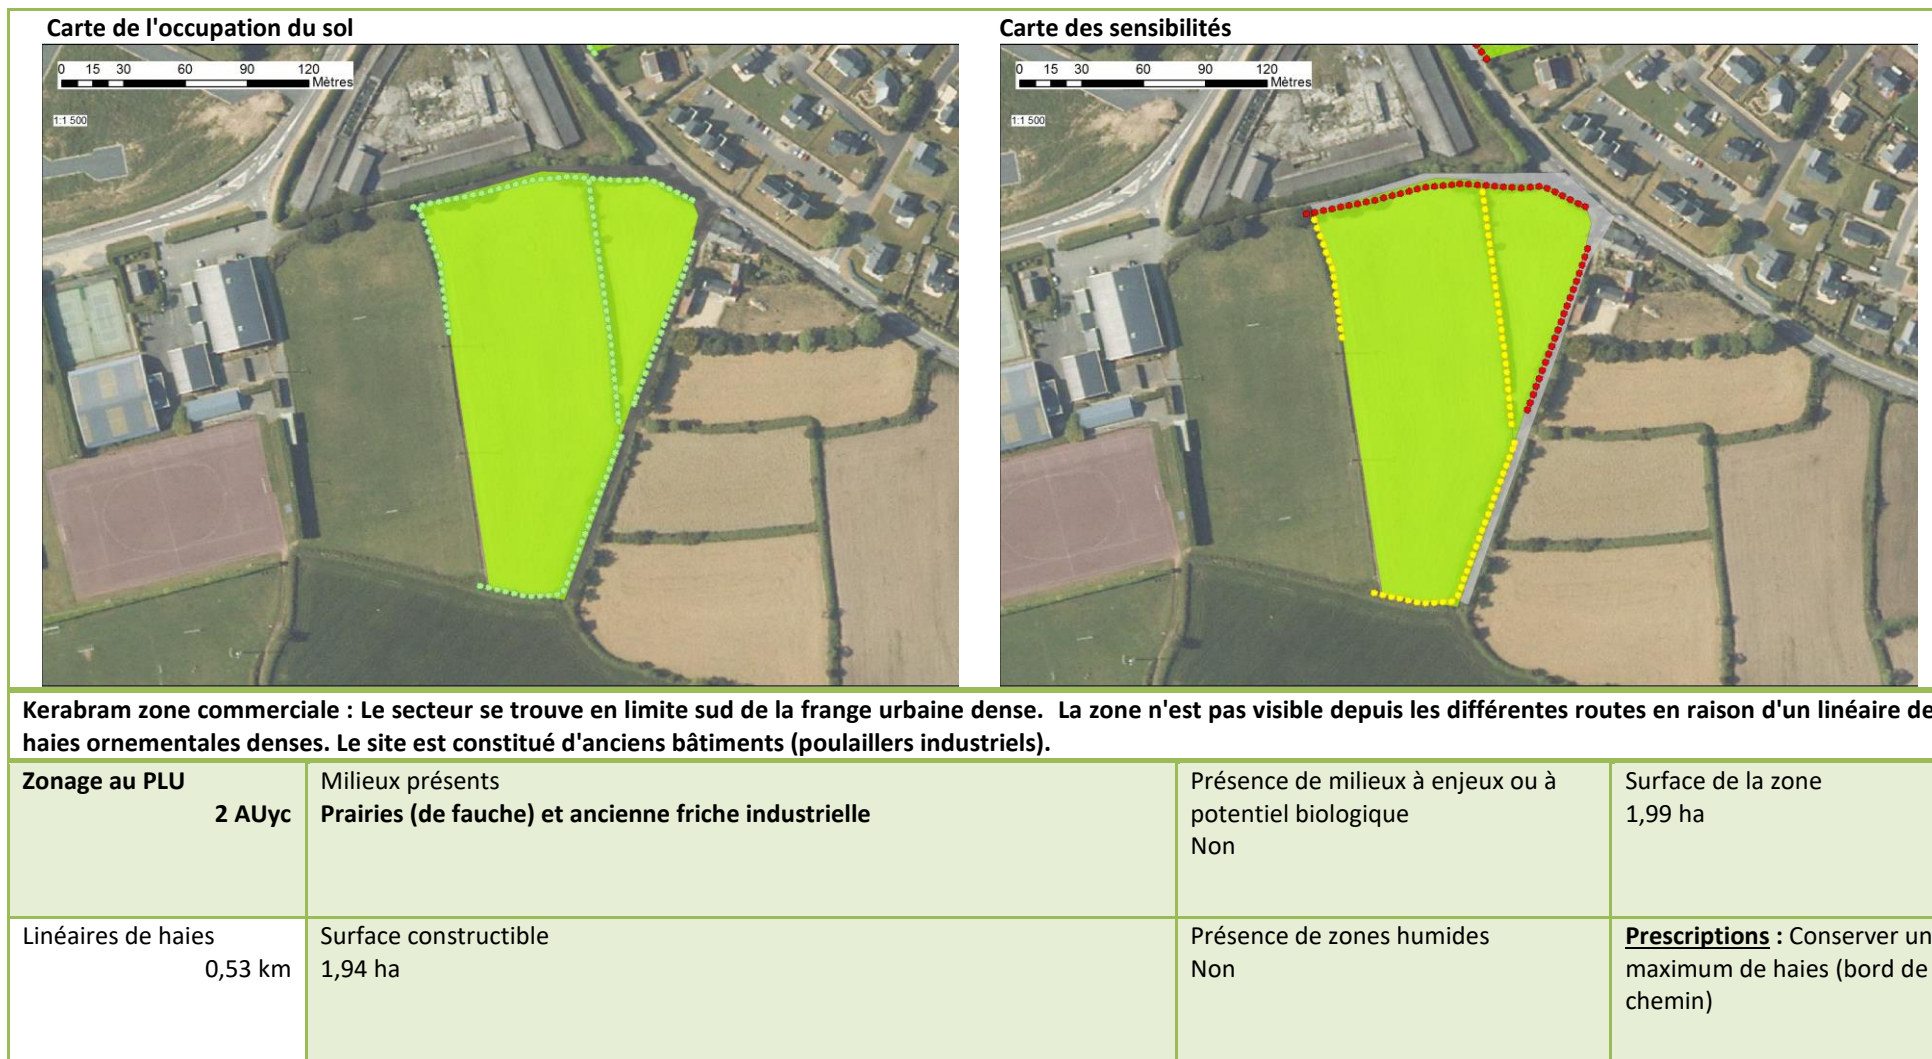 Carte de l'occupation du sol
0 15 30 60 90 120
Mètres
1:1 500
Carte des sensibilités
0 15 30 60 90 120
Mètres
1:1 500
Kerabram zone commerciale : Le secteur se trouve en limite sud de la frange urbaine dense. La zone n'est pas visible depuis les différentes routes en raison d'un linéaire de
haies ornementales denses. Le site est constitué d'anciens bâtiments (poulaillers industriels).
Zonage au PLU
2 AUyc
Milieux présents
Prairies (de fauche) et ancienne friche industrielle
Présence de milieux à enjeux ou à
potentiel biologique
Non
Surface de la zone
1,99 ha
Linéaires de haies
0,53 km
Surface constructible
1,94 ha
Présence de zones humides
Non
Prescriptions : Conserver un
maximum de haies (bord de
chemin)